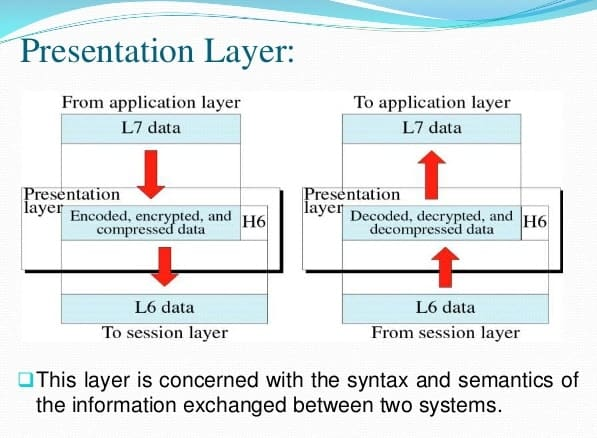 Presentation Layer:
From application layer
L7 data
Presentation
layer
Encoded, encrypted, and
compressed data
H6
L6 data
To session layer
To application layer
L7 data
Presentation
layer
Decoded, decrypted, and
decompressed data
H6
L6 data
From session layer
This layer is concerned with the syntax and semantics of
the information exchanged between two systems.